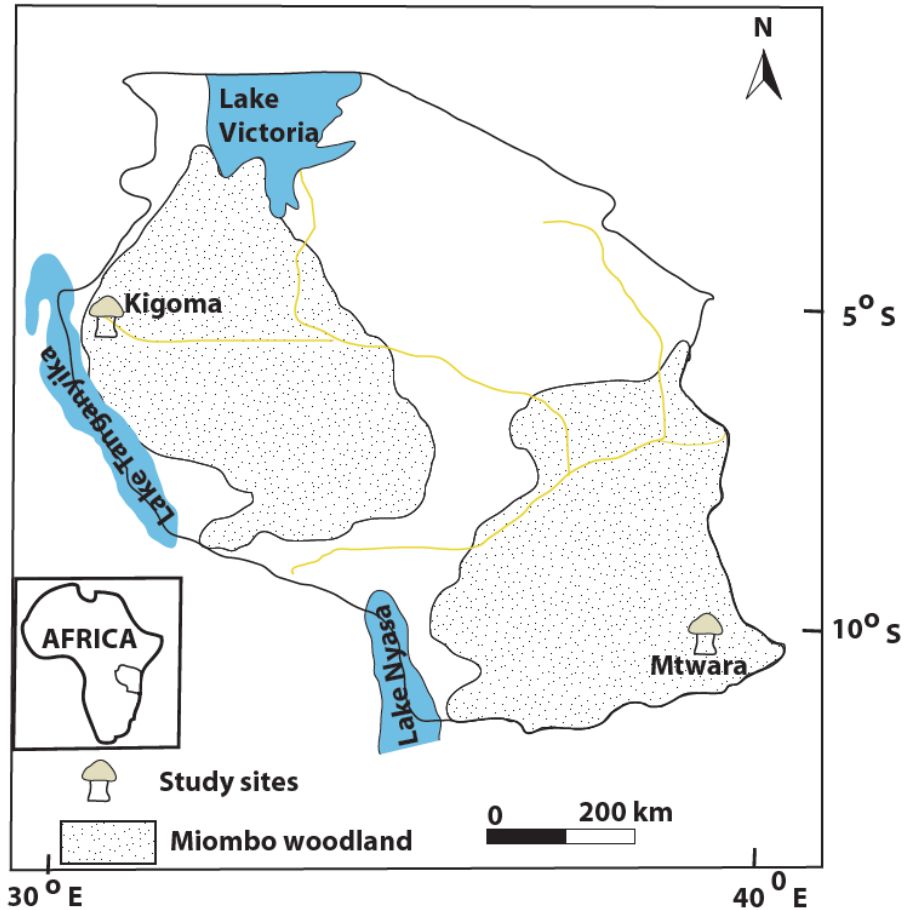 N
Lake
Victoria
Kigoma
5° S
Lake Tanganyika
AFRICA
Lake Nyasa
10° S
Mtwara
Study sites
0 200 km
Miombo woodland
30° E
40⁰ E